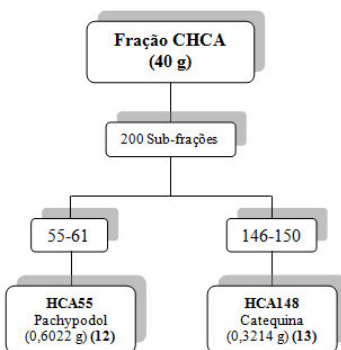 Fração CHCA
(40 g)
200 Sub-frações
55-61
146-150
HCA55
Pachypodol
(0,6022 g) (12)
HCA148
Catequina
(0,3214 g) (13)